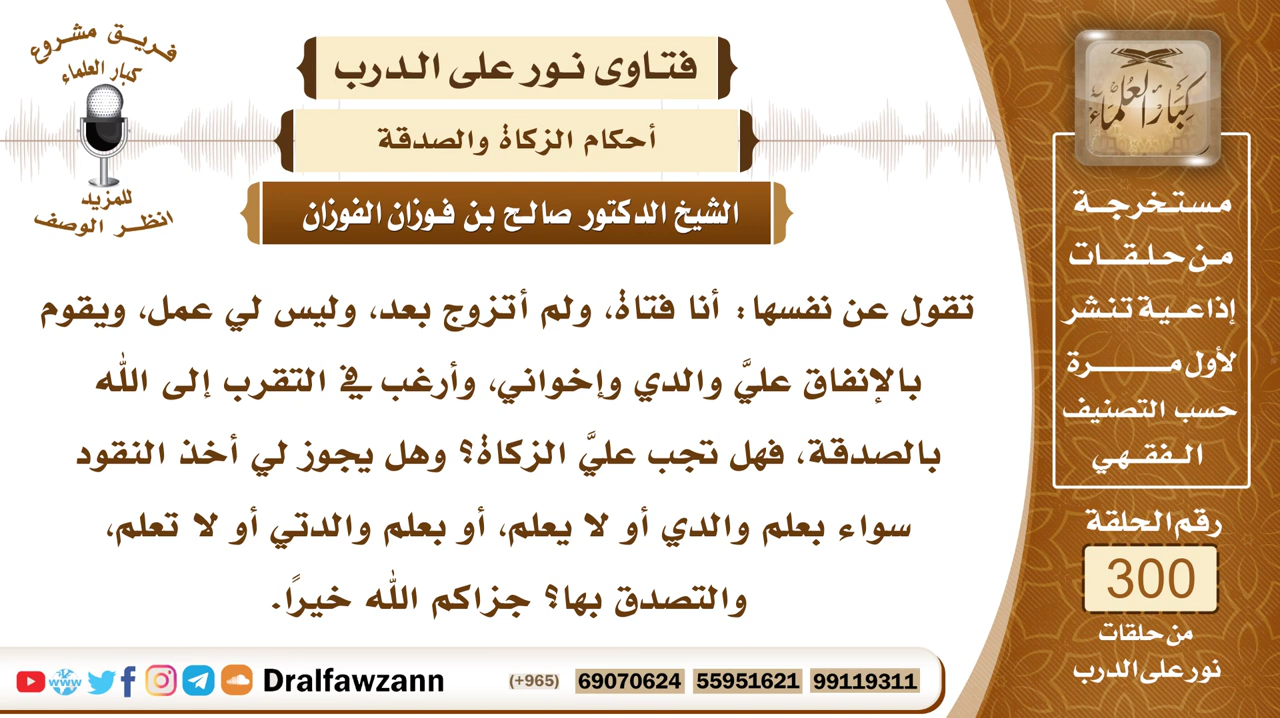 فريق مشروع
كبار العلماء
للمزيد
انظر الوصف
فتاوى نور على الدرب
أحكام الزكاة والصدقة
الشيخ الدكتور صالح بن فوزان الفوزان
تقول عن نفسها: أنا فتاة، ولم أتزوج بعد، وليس لي عمل، ويقوم
بالإنفاق عليَّ والدي وإخواني، وأرغب في التقرب إلى الله
بالصدقة، فهل تجب عليَّ الزكاة؟ وهل يجوز لي أخذ النقود
سواء بعلم والدي أو لا يعلم، أو بعلم والدتي أو لا تعلم،
والتصدق بها؟ جزاكم الله خيراً.
كبار العلماء
مستخرجة
من حلقات
إذاعية تنشر
لأول مرة
حسب التصنيف
الفقهي
رقم الحلقة
300
من حلقات
نور على الدرب
www Dralfawzann (+965) 69070624 55951621 99119311